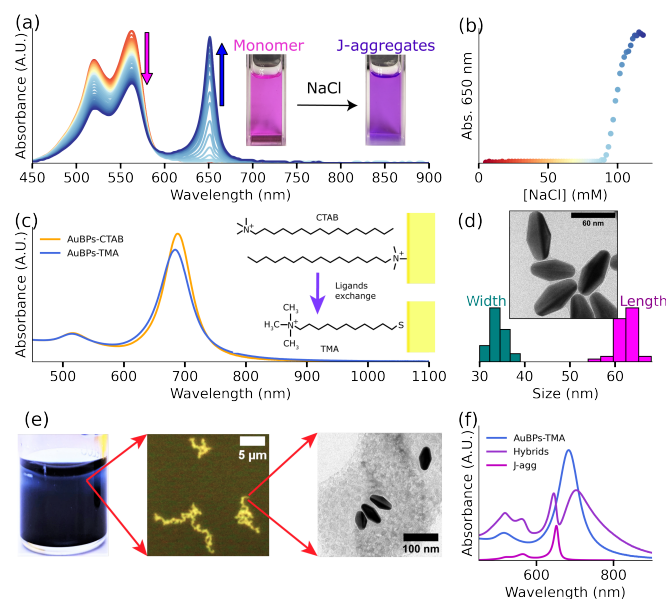 (a)
Absorbance (A.U.)
Monomer
J-aggregates
NaCl
450 500 550 600 650 700 750 800 850 900
Wavelength (nm)
(b)
Abs. 650 nm
0 50 100
[NaCl] (mM)
(c)
Absorbance (A.U.)
AuBPs-CTAB
AuBPs-TMA
CTAB
N+
N+
Ligands
exchange
CH3
H3C N+ S
CH3
TMA
500 600 700 800 900 1000 1100
Wavelength (nm)
(d)
60 nm
Width
Length
30 40 50 60
Size (nm)
(e)
5 µm
100 nm
(f)
Absorbance (A.U.)
AuBPs-TMA
Hybrids
J-agg
600 800
Wavelength (nm)